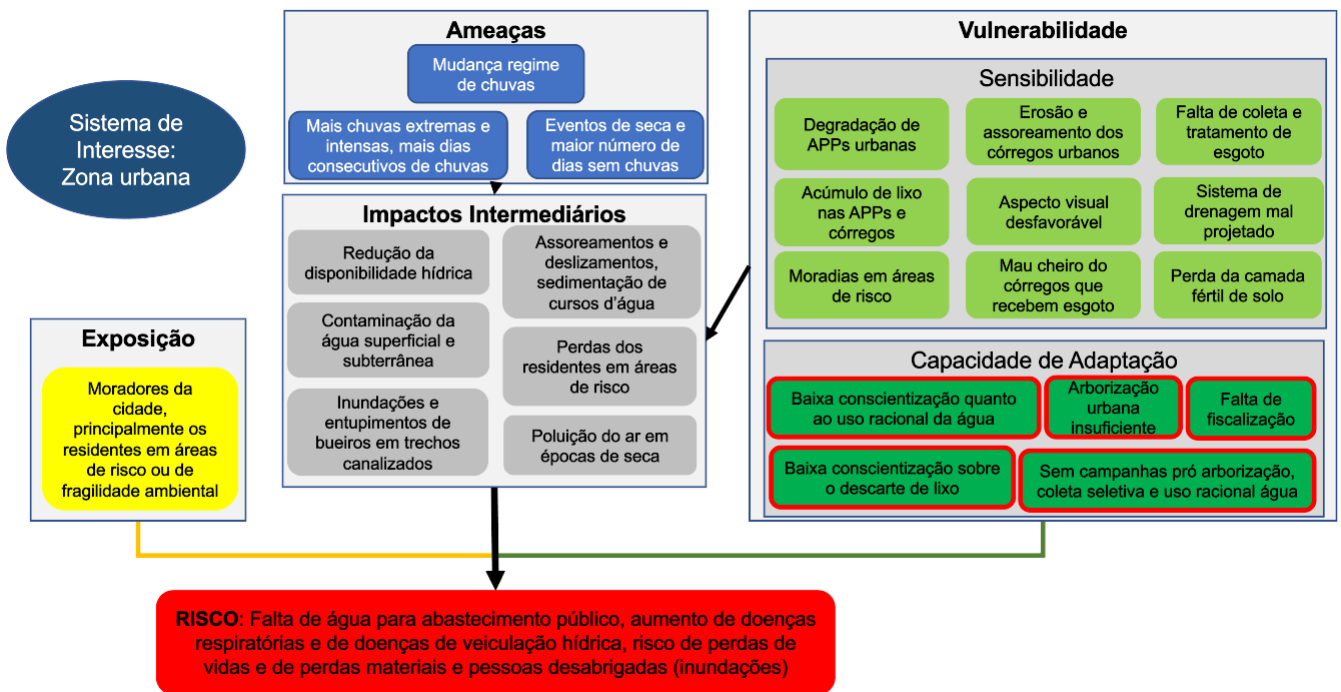 Sistema de
Interesse:
Zona urbana
Ameaças
Mudança regime
de chuvas
Mais chuvas extremas e
intensas, mais dias
consecutivos de chuvas
Eventos de seca e
maior número de
dias sem chuvas
Impactos Intermediários
Redução da
disponibilidade hídrica
Assoreamentos e
deslizamentos,
sedimentação de
cursos d'água
Contaminação da
água superficial e
subterrânea
Perdas dos
residentes em áreas
de risco
Inundações e
entupimentos de
bueiros em trechos
canalizados
Poluição do ar em
épocas de seca
Vulnerabilidade
Sensibilidade
Degradação de
APPs urbanas
Erosão e
assoreamento dos
córregos urbanos
Falta de coleta e
tratamento de
esgoto
Acúmulo de lixo
nas APPs e
córregos
Aspecto visual
desfavorável
Sistema de
drenagem mal
projetado
Moradias em áreas
de risco
Mau cheiro do
córregos que
recebem esgoto
Perda da camada
fértil de solo
Capacidade de Adaptação
Baixa conscientização quanto
ao uso racional da água
Arborização
urbana
insuficiente
Falta de
fiscalização
Baixa conscientização sobre
o descarte de lixo
Sem campanhas pró arborização,
coleta seletiva e uso racional água
Exposição
Moradores da
cidade,
principalmente os
residentes em áreas
de risco ou de
fragilidade ambiental
RISCO: Falta de água para abastecimento público, aumento de doenças
respiratórias e de doenças de veiculação hídrica, risco de perdas de
vidas e de perdas materiais e pessoas desabrigadas (inundações)